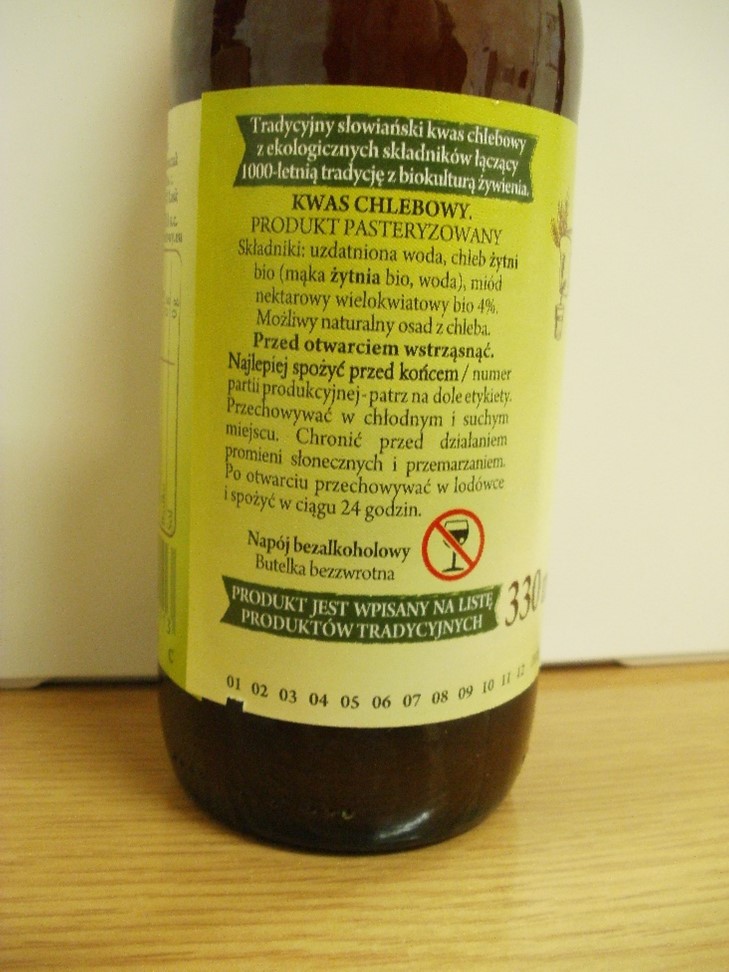 Tradycyjny słowiański kwas chlebowy
z ekologicznych składników łączący
1000-letnią tradycję z biokulturą żywienia.
KWAS CHLEBOWY.
PRODUKT PASTERYZOWANY
Składniki: uzdatniona woda, chleb żytni
bio (mąka żytnia bio, woda), miód
nektarowy wielokwiatowy bio 4%.
Możliwy naturalny osad z chleba.
Przed otwarciem wstrząsnąć.
Najlepiej spożyć przed końcem / numer
partii produkcyjnej - patrz na dole etykiety.
Przechowywać w chłodnym i suchym
miejscu. Chronić przed działaniem
promieni słonecznych i przemarzaniem.
Po otwarciu przechowywać w lodówce
i spożyć w ciągu 24 godzin.
Napój bezalkoholowy
Butelka bezzwrotna
330
PRODUKT JEST WPISANY NA LISTĘ
PRODUKTÓW TRADYCYJNYCH
01 02 03 04 05 06 07 08 09 10 11 12